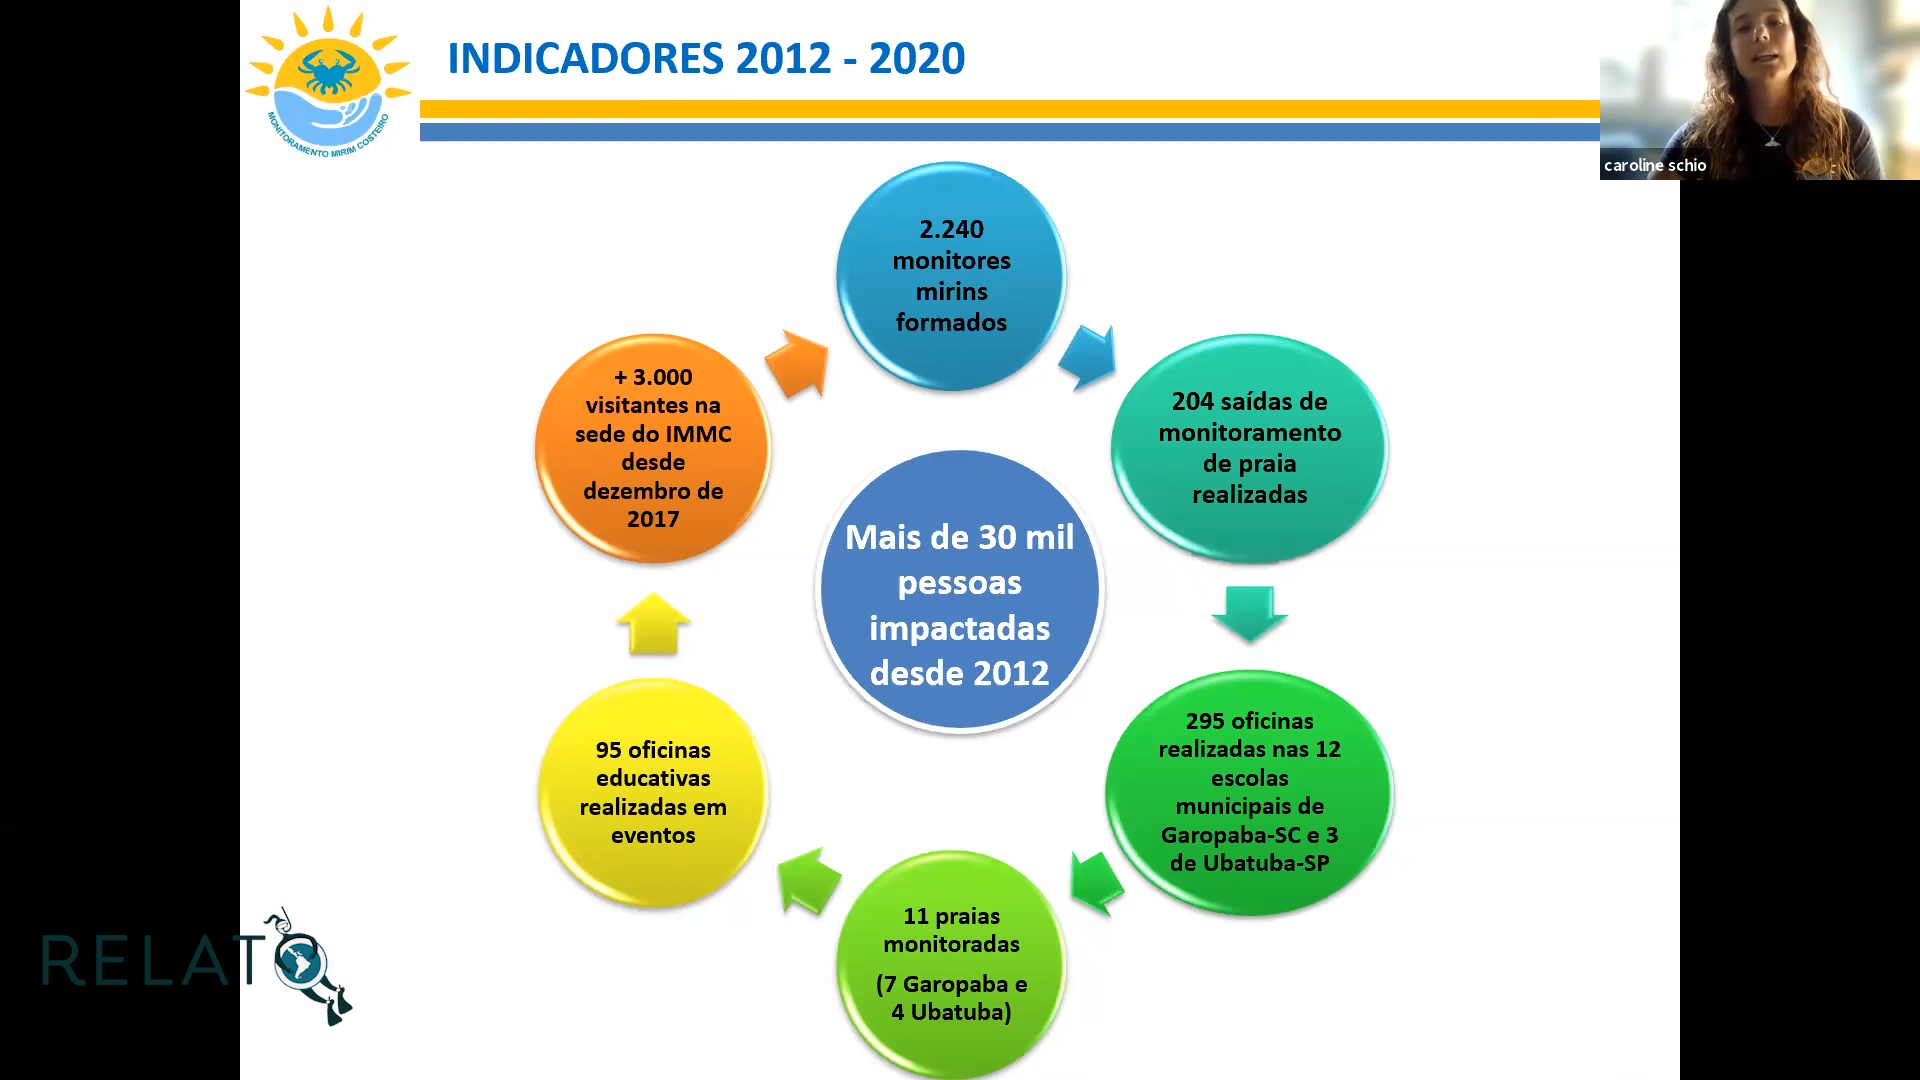 INDICADORES 2012 - 2020
MONITORAMENTO MIRIM COSTEIRO
caroline schio
2.240
monitores
mirins
formados
204 saídas de
monitoramento
de praia
realizadas
295 oficinas
realizadas nas 12
escolas
municipais de
Garopaba-SC e 3
de Ubatuba-SP
11 praias
monitoradas
(7 Garopaba e
4 Ubatuba)
95 oficinas
educativas
realizadas em
eventos
+ 3.000
visitantes na
sede do IMMC
desde
dezembro de
2017
Mais de 30 mil
pessoas
impactadas
desde 2012
RELATO